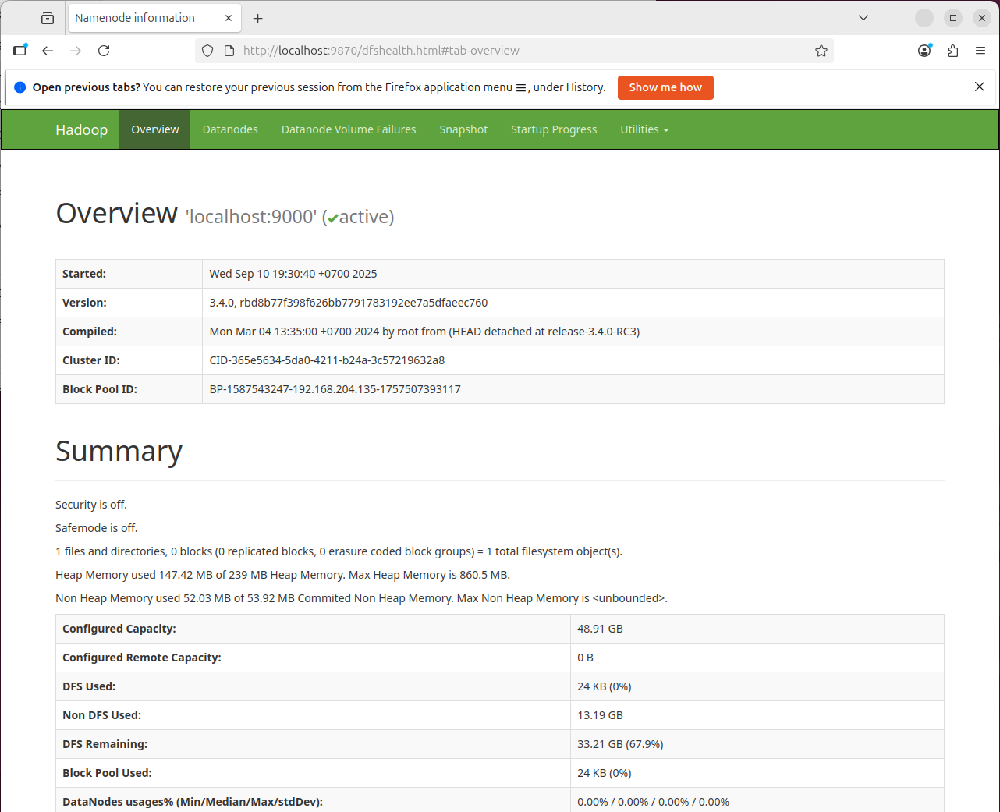 Namenode information
http://localhost:9870/dfshealth.html#tab-overview
Open previous tabs? You can restore your previous session from the Firefox application menu ☰, under History. Show me how
Hadoop Overview Datanodes Datanode Volume Failures Snapshot Startup Progress Utilities
Overview 'localhost:9000' (✔active)
Started: Wed Sep 10 19:30:40 +0700 2025
Version: 3.4.0, rbd8b77f398f626bb7791783192ee7a5dfaeec760
Compiled: Mon Mar 04 13:35:00 +0700 2024 by root from (HEAD detached at release-3.4.0-RC3)
Cluster ID: CID-365e5634-5da0-4211-b24a-3c57219632a8
Block Pool ID: BP-1587543247-192.168.204.135-1757507393117
Summary
Security is off.
Safemode is off.
1 files and directories, 0 blocks (0 replicated blocks, 0 erasure coded block groups) = 1 total filesystem object(s).
Heap Memory used 147.42 MB of 239 MB Heap Memory. Max Heap Memory is 860.5 MB.
Non Heap Memory used 52.03 MB of 53.92 MB Commited Non Heap Memory. Max Non Heap Memory is <unbounded>.
Configured Capacity: 48.91 GB
Configured Remote Capacity: 0 B
DFS Used: 24 KB (0%)
Non DFS Used: 13.19 GB
DFS Remaining: 33.21 GB (67.9%)
Block Pool Used: 24 KB (0%)
DataNodes usages% (Min/Median/Max/stdDev): 0.00% / 0.00% / 0.00% / 0.00%